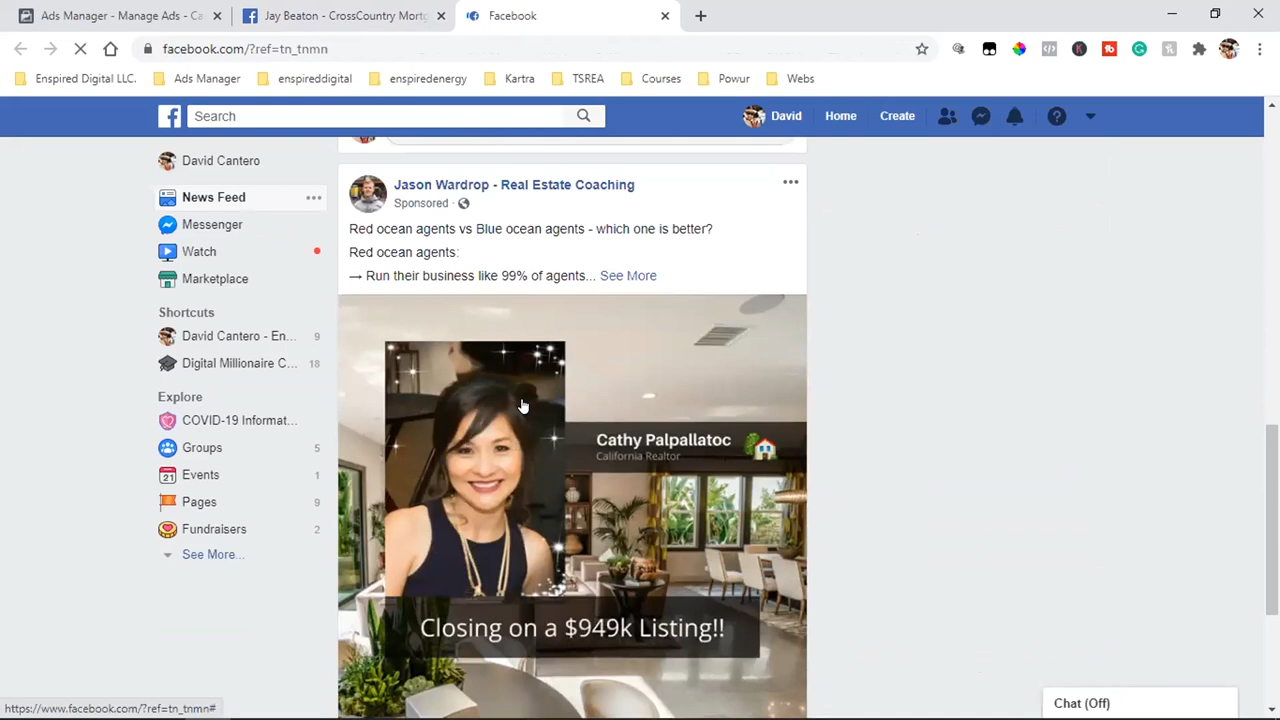 Ads Manager - Manage Ads - Ca
Jay Beaton - CrossCountry Mortg
Facebook
facebook.com/?ref=tn_tnmn
Enspired Digital LLC.
Ads Manager
enspireddigital
enspiredenergy
Kartra
TSREA
Courses
Powur
Webs
Search
David
Home
Create
David Cantero
News Feed
Messenger
Watch
Marketplace
Shortcuts
David Cantero - En... 9
Digital Millionaire C... 18
Explore
COVID-19 Informat...
Groups 5
21 Events 1
Pages 9
Fundraisers 2
See More...
Jason Wardrop - Real Estate Coaching
Sponsored ·
Red ocean agents vs Blue ocean agents - which one is better?
Red ocean agents:
→ Run their business like 99% of agents... See More
Cathy Palpallatoc
California Realtor
Closing on a $949k Listing!!
Chat (Off)
https://www.facebook.com/?ref=tn_tnmn#